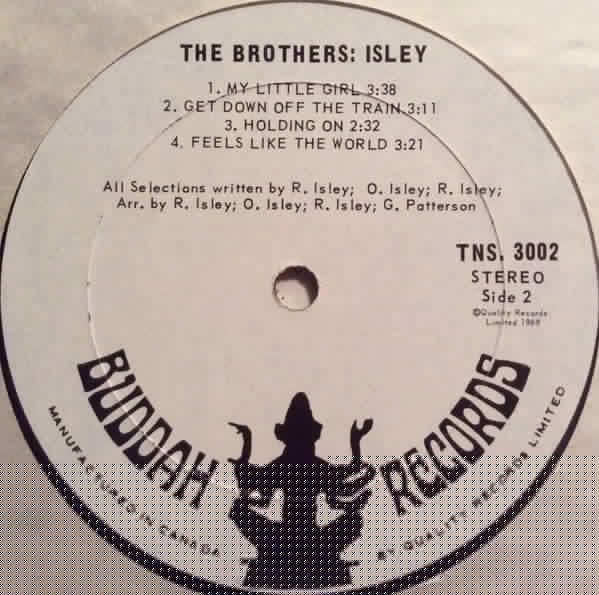 THE BROTHERS: ISLEY
1. MY LITTLE GIRL 3:38
2. GET DOWN OFF THE TRAIN 3:11
3. HOLDING ON 2:32
4. FEELS LIKE THE WORLD 3:21
All Selections written by R. Isley; O. Isley; R. Isley;
Arr. by R. Isley; O. Isley; R. Isley; G. Patterson
TNS. 3002
STEREO
Side 2
©Quality Records
Limited 1969
BUDDAH RECORDS
MANUFACTURED IN CANADA BY QUALITY RECORDS LIMITED